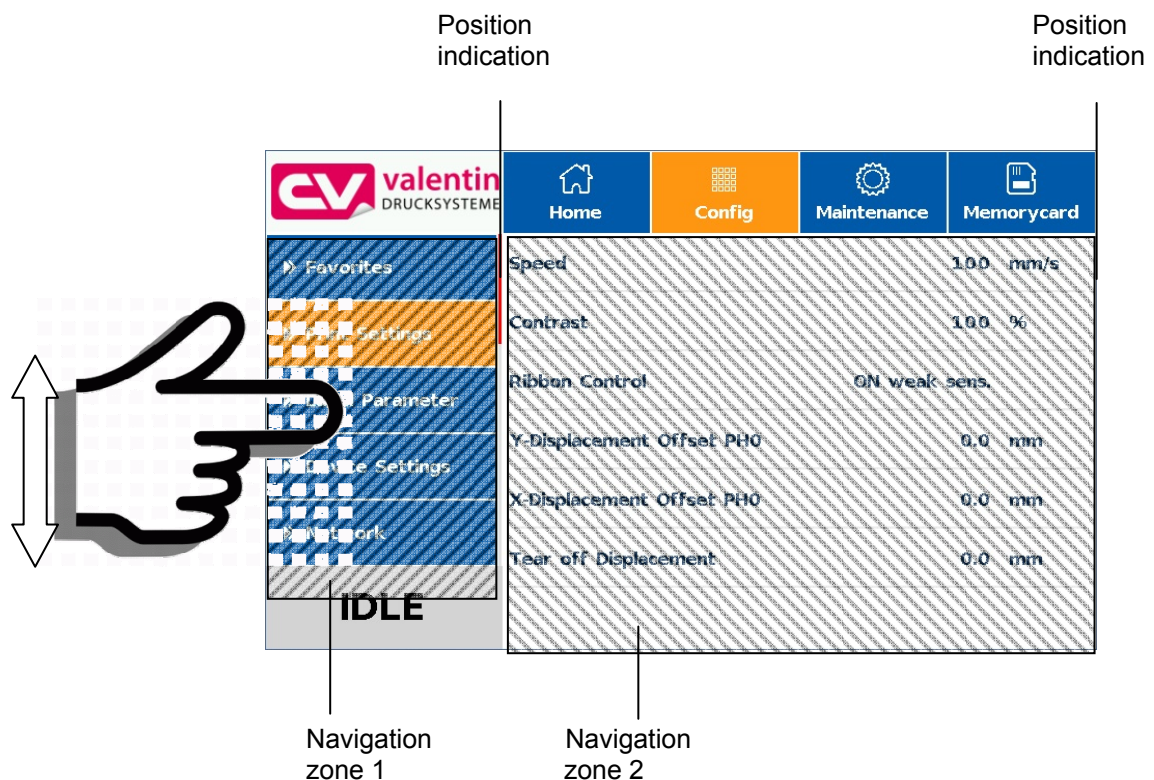 Position
indication
Position
indication
valentin
DRUCKSYSTEME
Home
Config
Maintenance
Memorycard
Favorites
Settings
Parameter
Settings
Speed 100 mm/s
Contrast 100 %
Ribbon Control ON weak sens.
Y-Displacement Offset PH0 0.0 mm
X-Displacement Offset PH0 0.0 mm
Tear off Displacement 0.0 mm
IDLE
Navigation
zone 1
Navigation
zone 2